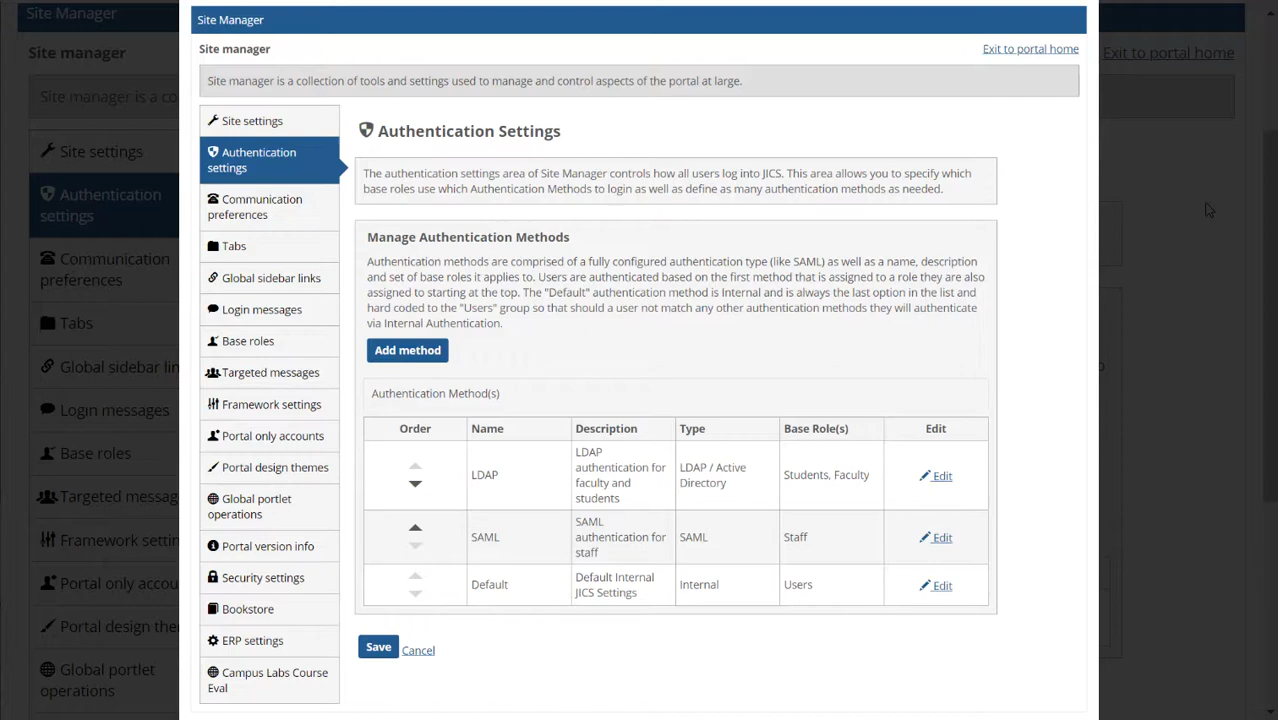 Site Manager
Site manager
Exit to portal home
Site manager is a collection of tools and settings used to manage and control aspects of the portal at large.
Site settings
Authentication
settings
Communication
preferences
Tabs
Global sidebar links
Login messages
Base roles
Targeted messages
Framework settings
Portal only accounts
Portal design themes
Global portlet
operations
Portal version info
Security settings
Bookstore
ERP settings
Campus Labs Course
Eval
Authentication Settings
The authentication settings area of Site Manager controls how all users log into JICS. This area allows you to specify which
base roles use which Authentication Methods to login as well as define as many authentication methods as needed.
Manage Authentication Methods
Authentication methods are comprised of a fully configured authentication type (like SAML) as well as a name, description
and set of base roles it applies to. Users are authenticated based on the first method that is assigned to a role they are also
assigned to starting at the top. The "Default" authentication method is Internal and is always the last option in the list and
hard coded to the "Users" group so that should a user not match any other authentication methods they will authenticate
via Internal Authentication.
Add method
Authentication Method(s)
Order Name Description Type Base Role(s) Edit
LDAP
LDAP
authentication for
faculty and
students
LDAP / Active
Directory
Students, Faculty
Edit
SAML
SAML
authentication for
staff
SAML
Staff
Edit
Default
Default Internal
JICS Settings
Internal
Users
Edit
Save Cancel
Site Manager
Site manager
Exit to portal home
Site manager is a co
Site settings
Authentication
settings
Communication
preferences
Tabs
Global sidebar lin
Login messages
Base roles
Targeted messag
Framework settin
Portal only accou
Portal design the
Global portlet
operations